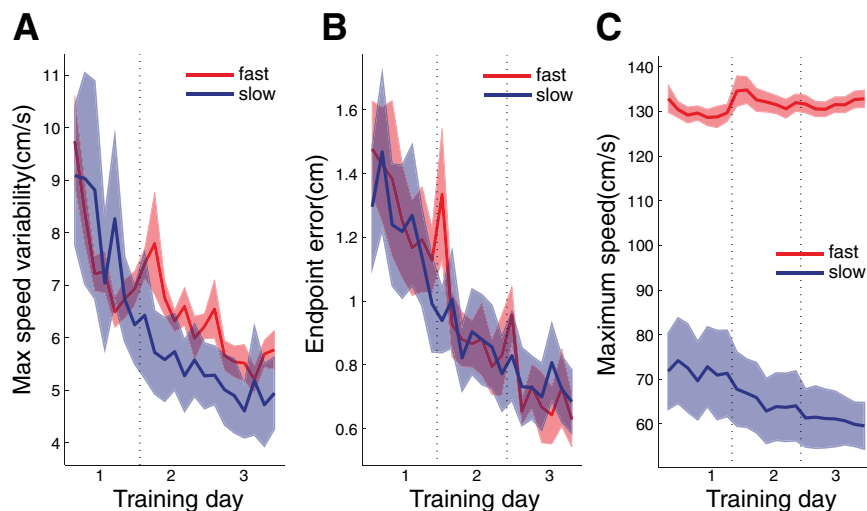 A
Max speed variability(cm/s)
11
10
9
8
7
6
5
4
fast
slow
1 2 3
Training day
B
Endpoint error(cm)
1.6
1.4
1.2
1
0.8
0.6
fast
slow
1 2 3
Training day
C
Maximum speed(cm/s)
140
130
120
110
100
90
80
70
60
fast
slow
1 2 3
Training day